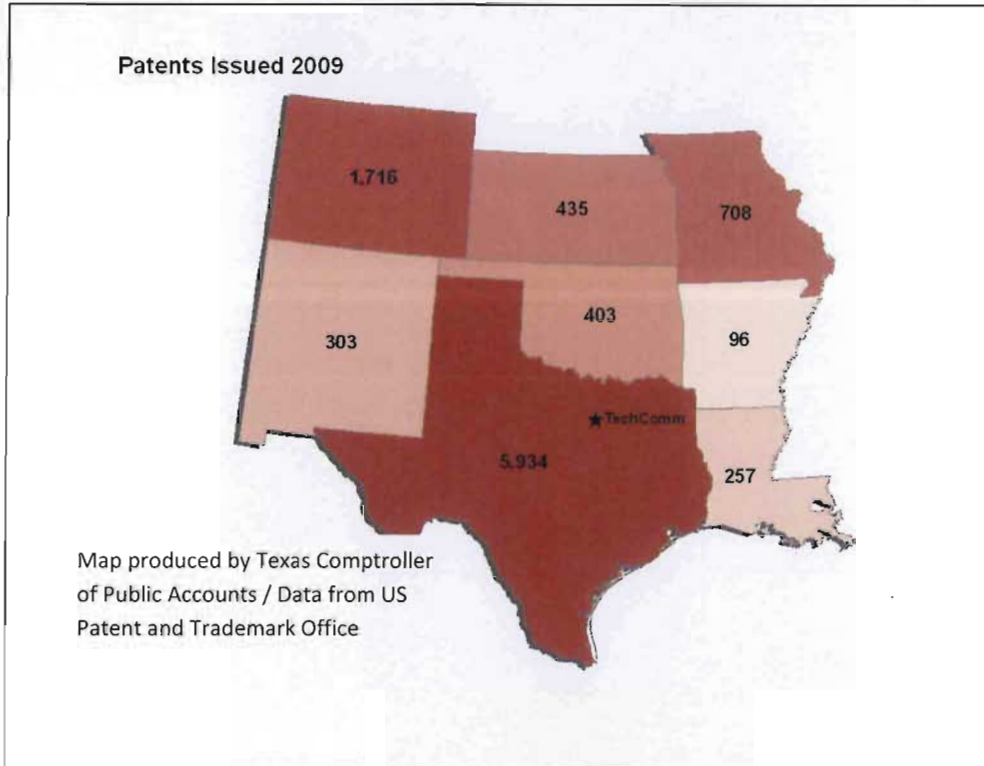 Patents Issued 2009
1,716
435
708
303
403
96
★TechComm
5,934
257
Map produced by Texas Comptroller
of Public Accounts / Data from US
Patent and Trademark Office